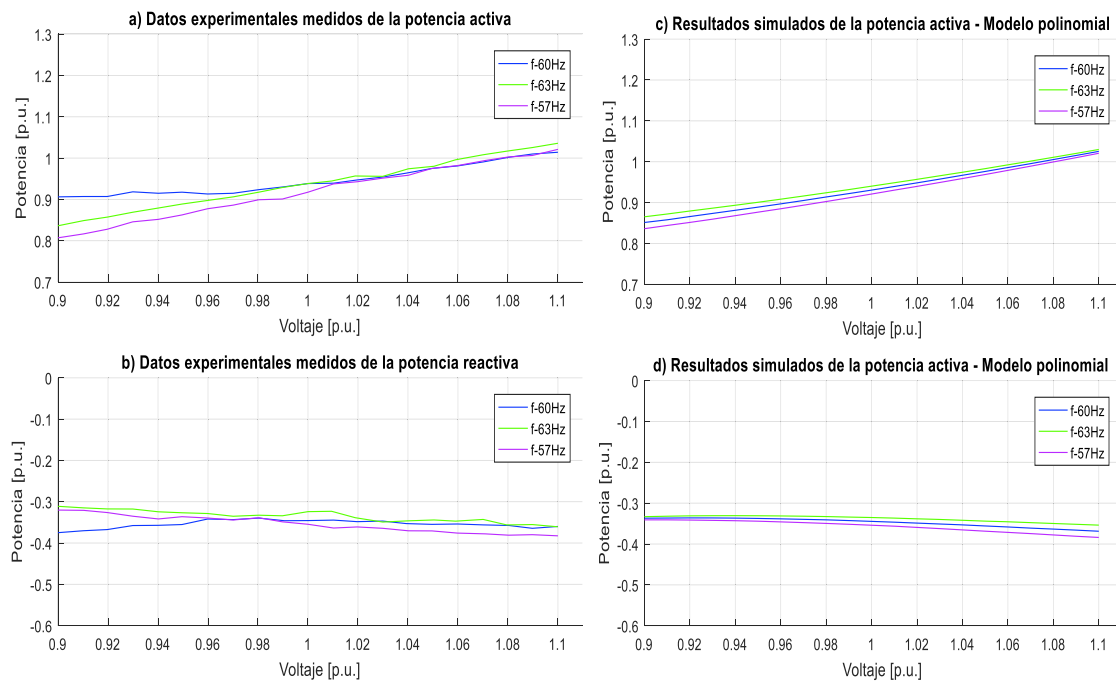 a) Datos experimentales medidos de la potencia activa
1.3
1.2
1.1
1
0.9
0.8
0.7
Potencia [p.u.]
f-60Hz
f-63Hz
f-57Hz
0.9 0.92 0.94 0.96 0.98 1 1.02 1.04 1.06 1.08 1.1
Voltaje [p.u.]
c) Resultados simulados de la potencia activa - Modelo polinomial
1.3
1.2
1.1
1
0.9
0.8
0.7
Potencia [p.u.]
f-60Hz
f-63Hz
f-57Hz
0.9 0.92 0.94 0.96 0.98 1 1.02 1.04 1.06 1.08 1.1
Voltaje [p.u.]
b) Datos experimentales medidos de la potencia reactiva
0
-0.1
-0.2
-0.3
-0.4
-0.5
-0.6
Potencia [p.u.]
f-60Hz
f-63Hz
f-57Hz
0.9 0.92 0.94 0.96 0.98 1 1.02 1.04 1.06 1.08 1.1
Voltaje [p.u.]
d) Resultados simulados de la potencia activa - Modelo polinomial
0
-0.1
-0.2
-0.3
-0.4
-0.5
-0.6
Potencia [p.u.]
f-60Hz
f-63Hz
f-57Hz
0.9 0.92 0.94 0.96 0.98 1 1.02 1.04 1.06 1.08 1.1
Voltaje [p.u.]